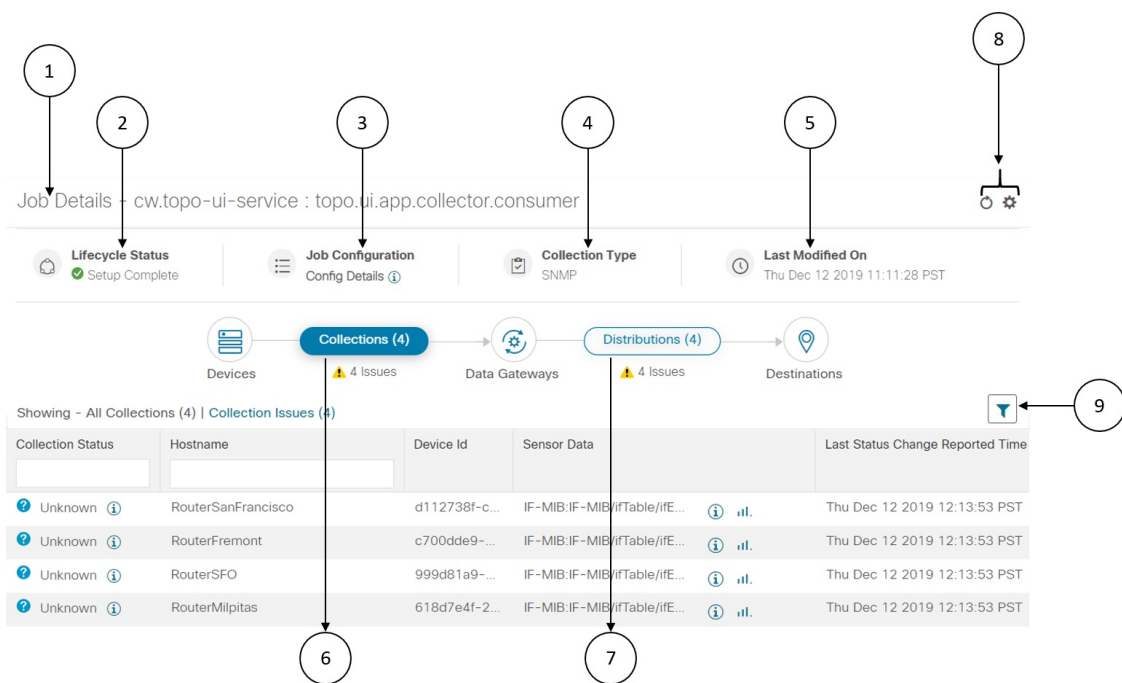 8
1
2
3
4
5
Job Details - cw.topo-ui-service : topo.ui.app.collector.consumer
Lifecycle Status
Setup Complete
Job Configuration
Config Details
Collection Type
SNMP
Last Modified On
Thu Dec 12 2019 11:11:28 PST
Collections (4)
Distributions (4)
Devices
4 Issues
Data Gateways
4 Issues
Destinations
9
Showing - All Collections (4) | Collection Issues (4)
Collection Status Hostname Device Id Sensor Data Last Status Change Reported Time
Unknown RouterSanFrancisco d112738f-c... IF-MIB:IF-MIB/ifTable/ifE... Thu Dec 12 2019 12:13:53 PST
Unknown RouterFremont c700dde9-... IF-MIB:IF-MIB/ifTable/ifE... Thu Dec 12 2019 12:13:53 PST
Unknown RouterSFO 999d81a9-... IF-MIB:IF-MIB/ifTable/ifE... Thu Dec 12 2019 12:13:53 PST
Unknown RouterMilpitas 618d7e4f-2... IF-MIB:IF-MIB/ifTable/ifE... Thu Dec 12 2019 12:13:53 PST
6
7